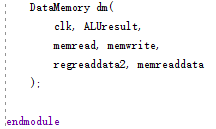 DataMemory dm(
clk, ALUresult,
memread, memwrite,
regreaddata2, memreaddata
);
endmodule